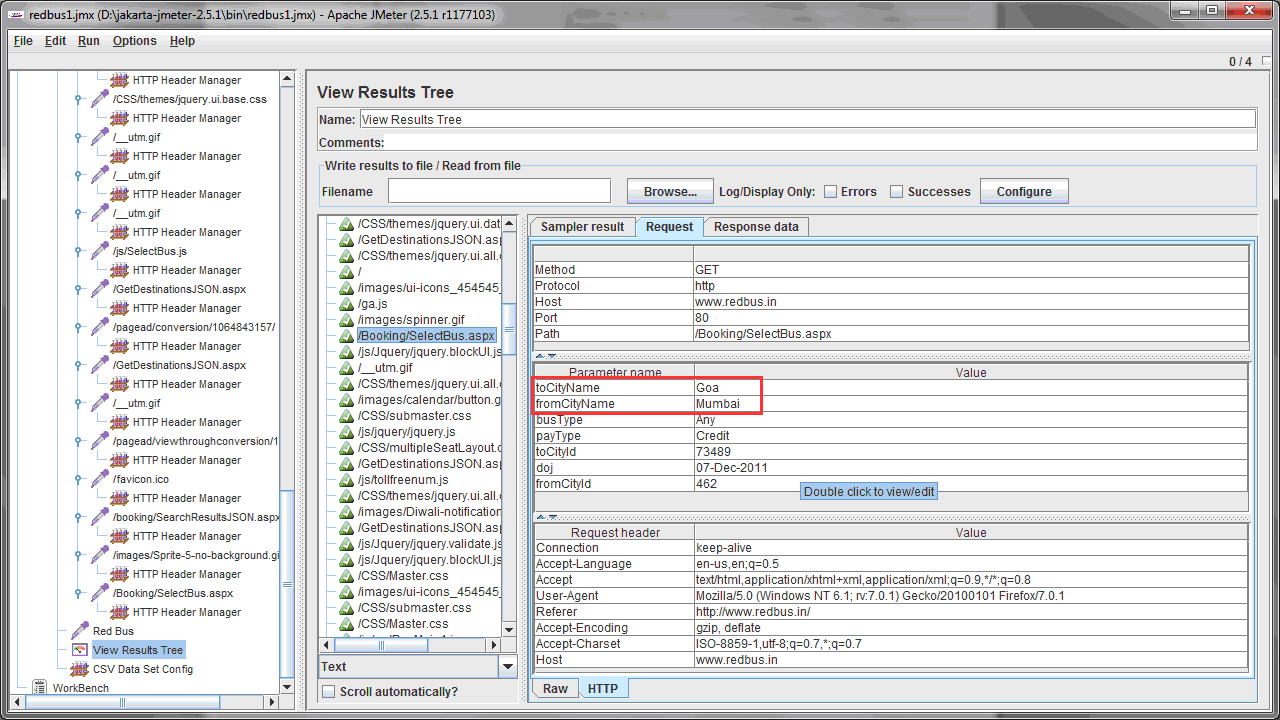 redbus1.jmx (D:\jakarta-jmeter-2.5.1\bin\redbus1.jmx) - Apache JMeter (2.5.1 r1177103)
File Edit Run Options Help
0 / 4
HTTP Header Manager
/CSS/themes/jquery.ui.base.css
HTTP Header Manager
/__utm.gif
HTTP Header Manager
/__utm.gif
HTTP Header Manager
/__utm.gif
HTTP Header Manager
/js/SelectBus.js
HTTP Header Manager
/GetDestinationsJSON.aspx
HTTP Header Manager
/pagead/conversion/1064843157/
HTTP Header Manager
/GetDestinationsJSON.aspx
HTTP Header Manager
/__utm.gif
HTTP Header Manager
/pagead/viewthroughconversion/1
HTTP Header Manager
/favicon.ico
HTTP Header Manager
/booking/SearchResultsJSON.aspx
HTTP Header Manager
/images/Sprite-5-no-background.gi
HTTP Header Manager
/Booking/SelectBus.aspx
HTTP Header Manager
Red Bus
View Results Tree
CSV Data Set Config
WorkBench
View Results Tree
Name: View Results Tree
Comments:
Write results to file / Read from file
Filename Browse... Log/Display Only: Errors Successes Configure
/CSS/themes/jquery.ui.dat
/GetDestinationsJSON.asp
/CSS/themes/jquery.ui.all.c
/
/images/ui-icons_454545_
/ga.js
/images/spinner.gif
/Booking/SelectBus.aspx
/js/Jquery/jquery.blockUI.js
/__utm.gif
/CSS/themes/jquery.ui.all.c
/images/calendar/button.g
/CSS/submaster.css
/js/jquery/jquery.js
/CSS/multipleSeatLayout.c
/GetDestinationsJSON.asp
/js/tollfreenum.js
/CSS/themes/jquery.ui.all.c
/images/Diwali-notification
/GetDestinationsJSON.asp
/js/Jquery/jquery.validate.js
/js/Jquery/jquery.blockUI.js
/CSS/Master.css
/images/ui-icons_454545_
/CSS/submaster.css
/CSS/Master.css
Text
Scroll automatically?
Sampler result Request Response data
Method GET
Protocol http
Host www.redbus.in
Port 80
Path /Booking/SelectBus.aspx
Parameter name Value
toCityName Goa
fromCityName Mumbai
busType Any
payType Credit
toCityId 73489
doj 07-Dec-2011
fromCityId 462
Double click to view/edit
Request header Value
Connection keep-alive
Accept-Language en-us,en;q=0.5
Accept text/html,application/xhtml+xml,application/xml;q=0.9,*/*;q=0.8
User-Agent Mozilla/5.0 (Windows NT 6.1; rv:7.0.1) Gecko/20100101 Firefox/7.0.1
Referer http://www.redbus.in/
Accept-Encoding gzip, deflate
Accept-Charset ISO-8859-1,utf-8;q=0.7,*;q=0.7
Host www.redbus.in
Raw HTTP